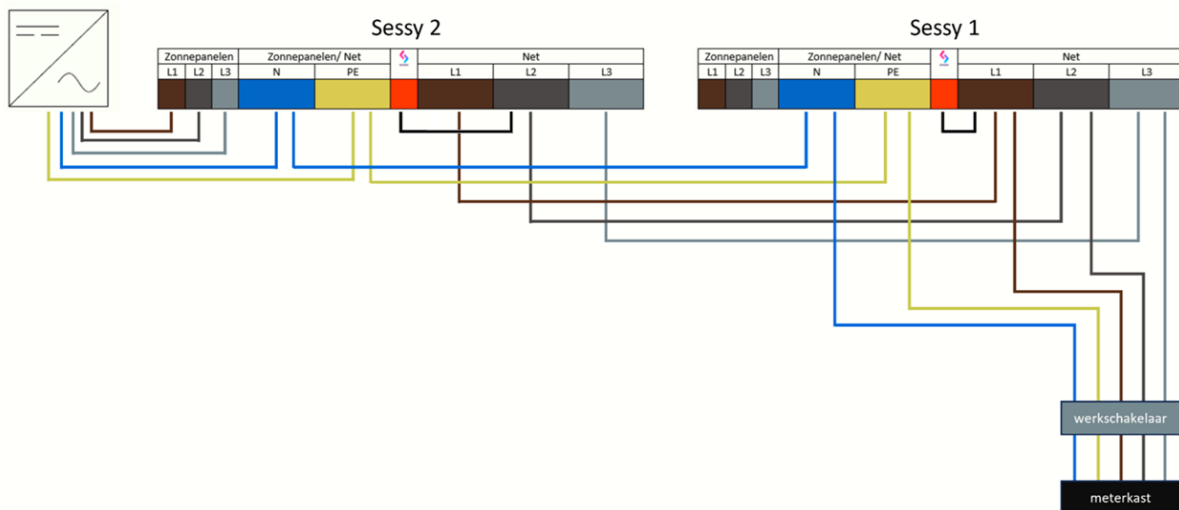 Sessy 2
Sessy 1
Zonnepanelen Zonnepanelen/ Net Net
L1 L2 L3 N PE L1 L2 L3
Zonnepanelen Zonnepanelen/ Net Net
L1 L2 L3 N PE L1 L2 L3
werkschakelaar
meterkast